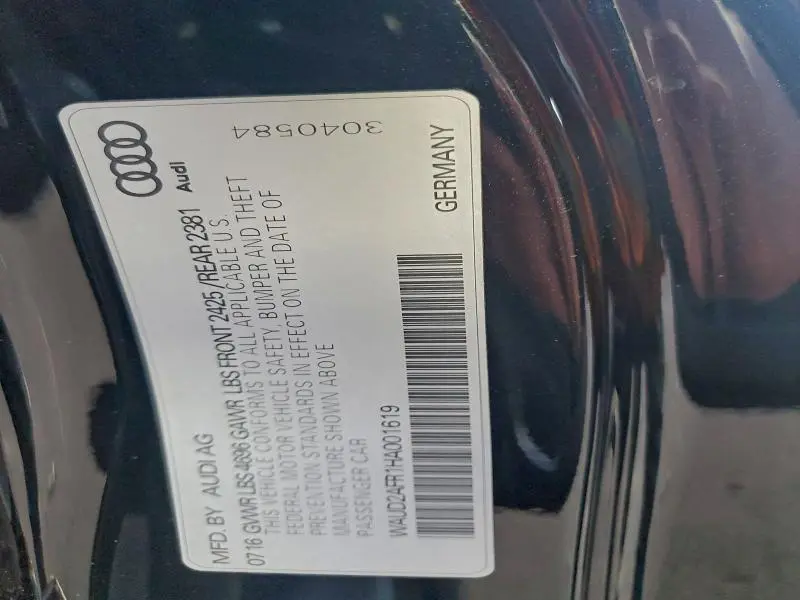 MFD. BY AUDI AG
0716 GVWR LBS 4696 GAWR LBS FRONT 2425 / REAR 2381
THIS VEHICLE CONFORMS TO ALL APPLICABLE U.S.
FEDERAL MOTOR VEHICLE SAFETY, BUMPER AND THEFT
PREVENTION STANDARDS IN EFFECT ON THE DATE OF
MANUFACTURE SHOWN ABOVE
PASSENGER CAR
WAUD2AFR1HA001619
Audi
3040584
GERMANY